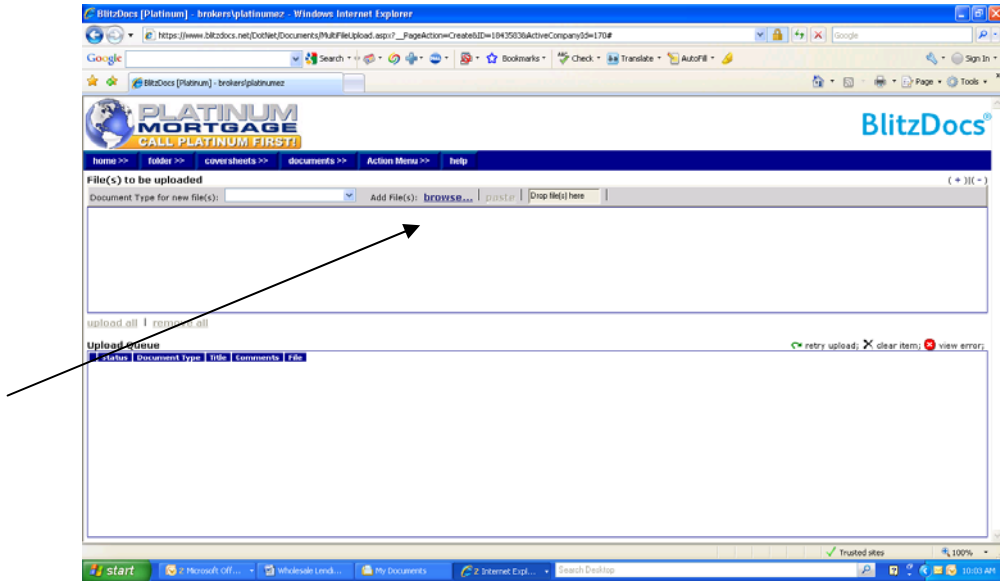 BlitzDocs [Platinum] - brokers\platinumez - Windows Internet Explorer
https://www.blitzdocs.net/DotNet/Documents/MultiFileUpload.aspx?__PageAction=Create&ID=10435838&ActiveCompanyId=170#
Google
Google Search Bookmarks Check Translate AutoFill Sign In
BlitzDocs [Platinum] - brokers\platinumez Page Tools
PLATINUM
MORTGAGE
CALL PLATINUM FIRST!
BlitzDocs®
home >> folder >> coversheets >> documents >> Action Menu >> help
File(s) to be uploaded ( + )|( - )
Document Type for new file(s): Add File(s): browse... | paste | Drop file(s) here |
upload all | remove all
Upload Queue retry upload; clear item; view error;
Status Document Type Title Comments File
Trusted sites 100%
start 2 Microsoft Off... Wholesale Lendi... My Documents 2 Internet Expl... Search Desktop 10:03 AM